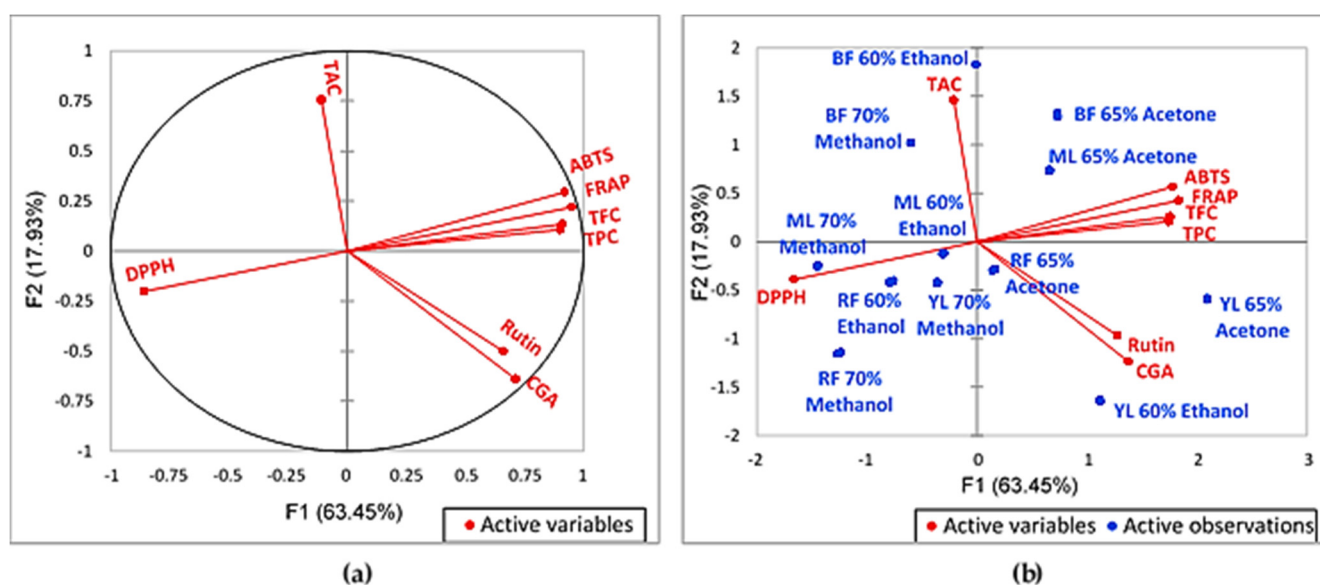 1
0.75
0.5
0.25
0
-0.25
-0.5
-0.75
-1
F2 (17.93%)
TAC
ABTS
FRAP
TFC
TPC
DPPH
Rutin
CGA
-1
-0.75
-0.5
-0.25
0
0.25
0.5
0.75
1
F1 (63.45%)
Active variables
(a)
2
1.5
1
0.5
0
-0.5
-1
-1.5
-2
F2 (17.93%)
BF 60% Ethanol
TAC
BF 70%
Methanol
BF 65% Acetone
ML 65% Acetone
ABTS
FRAP
TFC
TPC
ML 60%
Ethanol
ML 70%
Methanol
DPPH
RF 65%
Acetone
RF 60%
Ethanol
YL 70%
Methanol
YL 65%
Acetone
Rutin
CGA
RF 70%
Methanol
YL 60% Ethanol
-2
-1
0
1
2
3
F1 (63.45%)
Active variables
Active observations
(b)